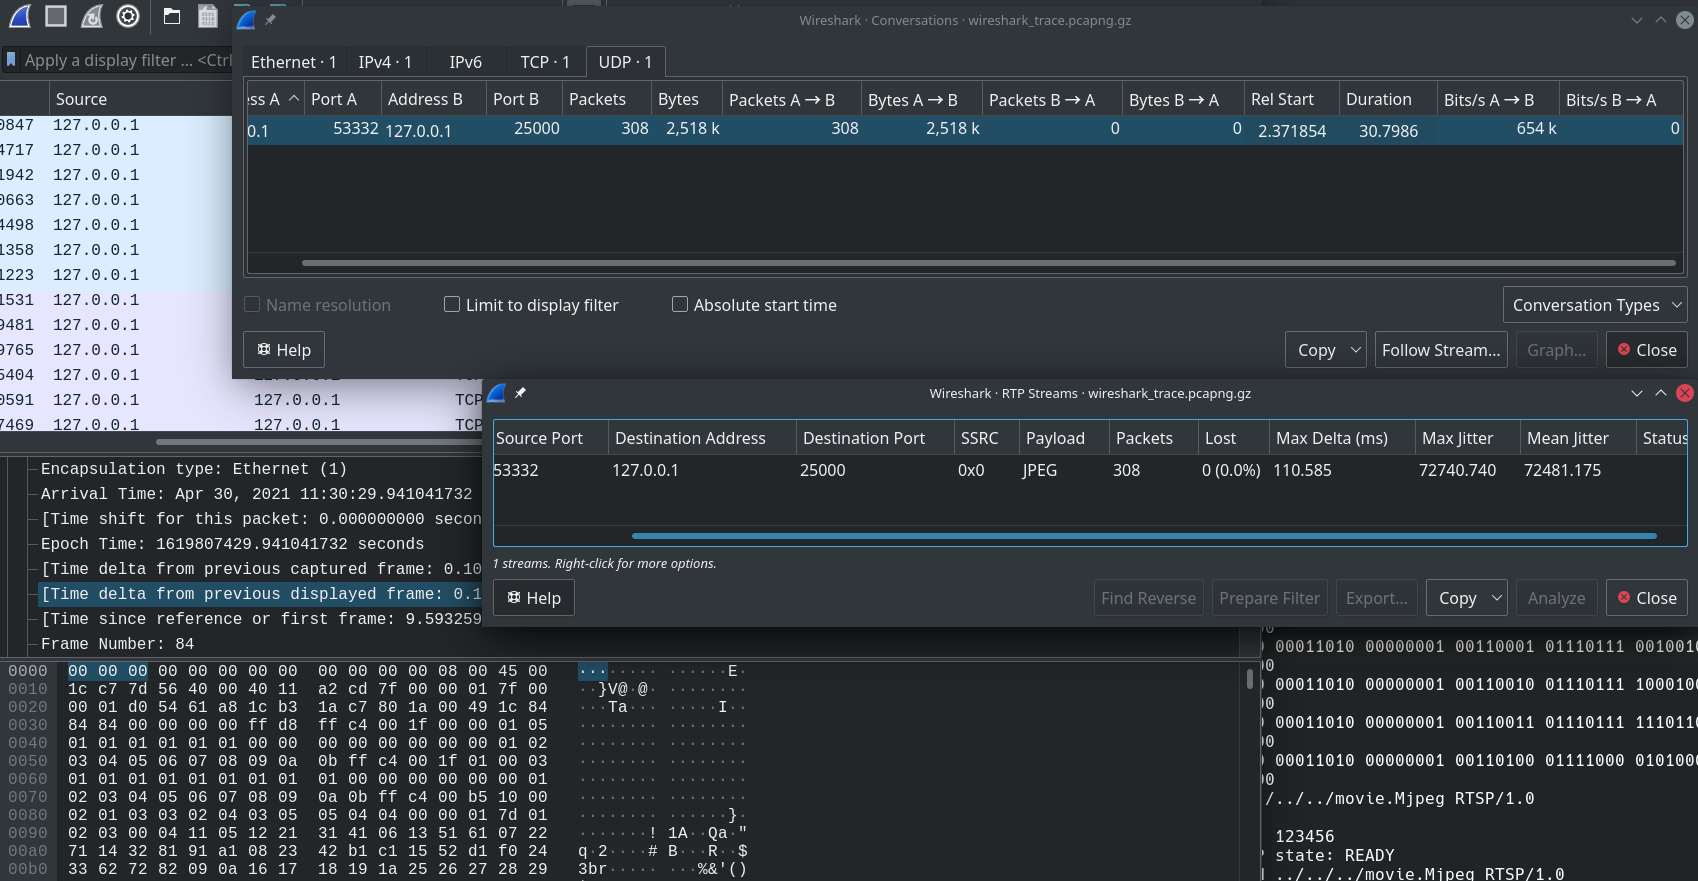 Wireshark · Conversations · wireshark_trace.pcapng.gz
Apply a display filter ... <Ctrl
Ethernet · 1 IPv4 · 1 IPv6 TCP · 1 UDP · 1
Source
ess A Port A Address B Port B Packets Bytes Packets A → B Bytes A → B Packets B → A Bytes B → A Rel Start Duration Bits/s A → B Bits/s B → A
0.1 53332 127.0.0.1 25000 308 2,518 k 308 2,518 k 0 0 2.371854 30.7986 654 k 0
0847 127.0.0.1
4717 127.0.0.1
1942 127.0.0.1
0663 127.0.0.1
4498 127.0.0.1
1358 127.0.0.1
1223 127.0.0.1
1531 127.0.0.1
9481 127.0.0.1
9765 127.0.0.1
5404 127.0.0.1
0591 127.0.0.1 127.0.0.1 TCP
7469 127.0.0.1 127.0.0.1 TCP
Name resolution Limit to display filter Absolute start time Conversation Types
Help Copy Follow Stream... Graph... Close
Wireshark · RTP Streams · wireshark_trace.pcapng.gz
Source Port Destination Address Destination Port SSRC Payload Packets Lost Max Delta (ms) Max Jitter Mean Jitter Status
53332 127.0.0.1 25000 0x0 JPEG 308 0 (0.0%) 110.585 72740.740 72481.175
1 streams. Right-click for more options.
Help Find Reverse Prepare Filter Export... Copy Analyze Close
Encapsulation type: Ethernet (1)
Arrival Time: Apr 30, 2021 11:30:29.941041732
[Time shift for this packet: 0.000000000 secon
Epoch Time: 1619807429.941041732 seconds
[Time delta from previous captured frame: 0.10
[Time delta from previous displayed frame: 0.1
[Time since reference or first frame: 9.593259
Frame Number: 84
0000 00 00 00 00 00 00 00 00 00 00 00 00 08 00 45 00 ··· ····· ······E·
0010 1c c7 7d 56 40 00 40 11 a2 cd 7f 00 00 01 7f 00 ··}V@·@· ········
0020 00 01 d0 54 61 a8 1c b3 1a c7 80 1a 00 49 1c 84 ···Ta··· ·····I··
0030 84 84 00 00 00 00 ff d8 ff c4 00 1f 00 00 01 05 ········ ········
0040 01 01 01 01 01 01 00 00 00 00 00 00 00 00 01 02 ········ ········
0050 03 04 05 06 07 08 09 0a 0b ff c4 00 1f 01 00 03 ········ ········
0060 01 01 01 01 01 01 01 01 01 00 00 00 00 00 00 01 ········ ········
0070 02 03 04 05 06 07 08 09 0a 0b ff c4 00 b5 10 00 ········ ········
0080 02 01 03 03 02 04 03 05 05 04 04 00 00 01 7d 01 ········ ······}·
0090 02 03 00 04 11 05 12 21 31 41 06 13 51 61 07 22 ·······! 1A··Qa·"
00a0 71 14 32 81 91 a1 08 23 42 b1 c1 15 52 d1 f0 24 q·2····# B···R··$
00b0 33 62 72 82 09 0a 16 17 18 19 1a 25 26 27 28 29 3br····· ···%&'()
00011010 00000001 00110001 01110111 0010010
00
00011010 00000001 00110010 01110111 1000100
00
00011010 00000001 00110011 01110111 1110110
00
00011010 00000001 00110100 01111000 0101000
00
/../../movie.Mjpeg RTSP/1.0
123456
state: READY
/../../movie.Mjpeg RTSP/1.0